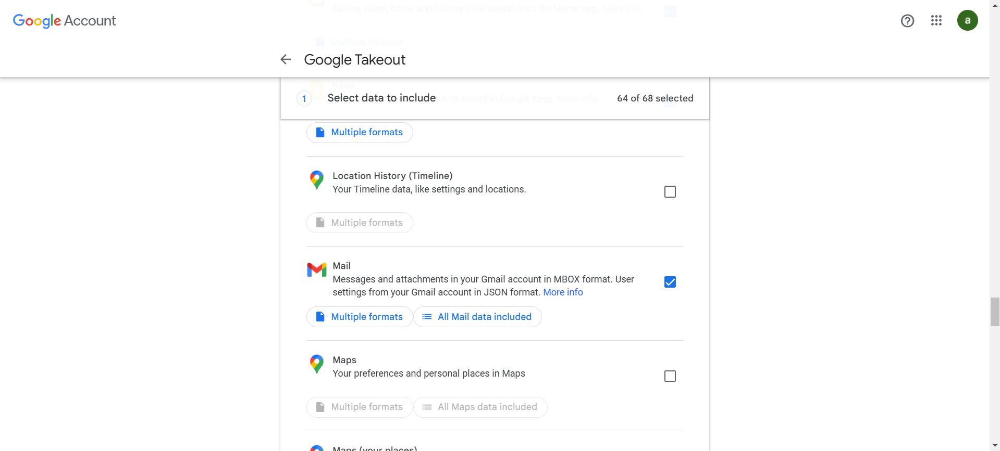 Device, room, home and history information from the Home app. More info
Google Account
a
Multiple formats
Google Takeout
Keep
1 Select data to include
stored in Google Keep. More info
64 of 68 selected
Multiple formats
Location History (Timeline)
Your Timeline data, like settings and locations.
Multiple formats
Mail
Messages and attachments in your Gmail account in MBOX format. User
settings from your Gmail account in JSON format. More info
Multiple formats All Mail data included
Maps
Your preferences and personal places in Maps
Multiple formats All Maps data included
Maps (your places)